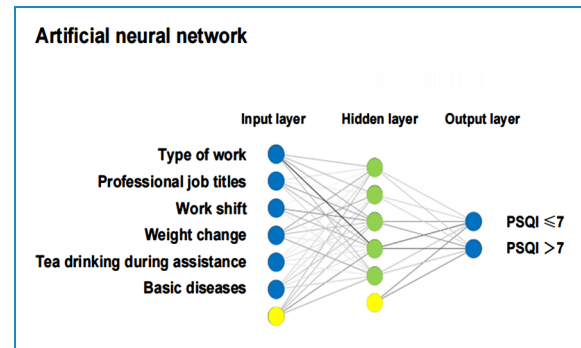 Artificial neural network
Input layer Hidden layer Output layer
Type of work
Professional job titles
Work shift
Weight change
Tea drinking during assistance
Basic diseases
PSQI ≤7
PSQI >7